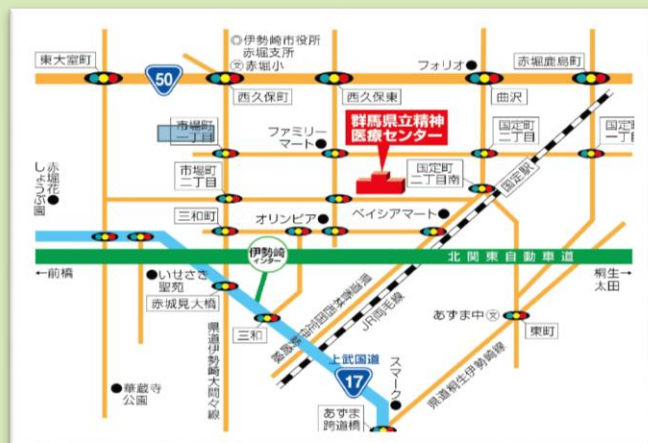 ◎伊勢崎市役所
赤堀支所
文赤堀小
東大室町
50
フォリオ
赤堀鹿島町
西久保町
西久保東
曲沢
群馬県立精神
医療センター
市堀町
二丁目
ファミリー
マート
国定町
二丁目
国定町
一丁目
赤堀花
しょうぶ園
市堀町
二丁目
国定町
二丁目南
国定駅
三和町
オリンピア
ベイシアマート
伊勢崎
インター
北関東自動車道
←前橋
桐生→
太田
いせさき
聖苑
赤城見大橋
三和
JR両毛線
あずま中文
東町
県道伊勢崎大間々線
上武国道
17
スマーク
県道桐生伊勢崎線
華蔵寺
公園
あずま
跨道橋